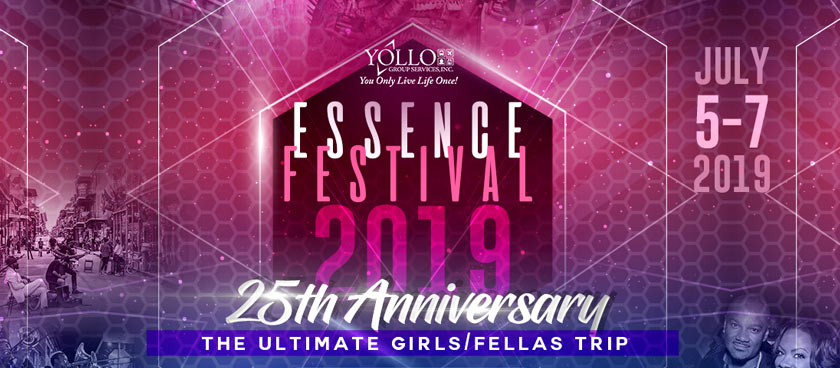 YOLLO
GROUP SERVICES, INC.
You Only Live Life Once!
ESSENCE
FESTIVAL
2019
25th Anniversary
THE ULTIMATE GIRLS/FELLAS TRIP
JULY
5-7
2019